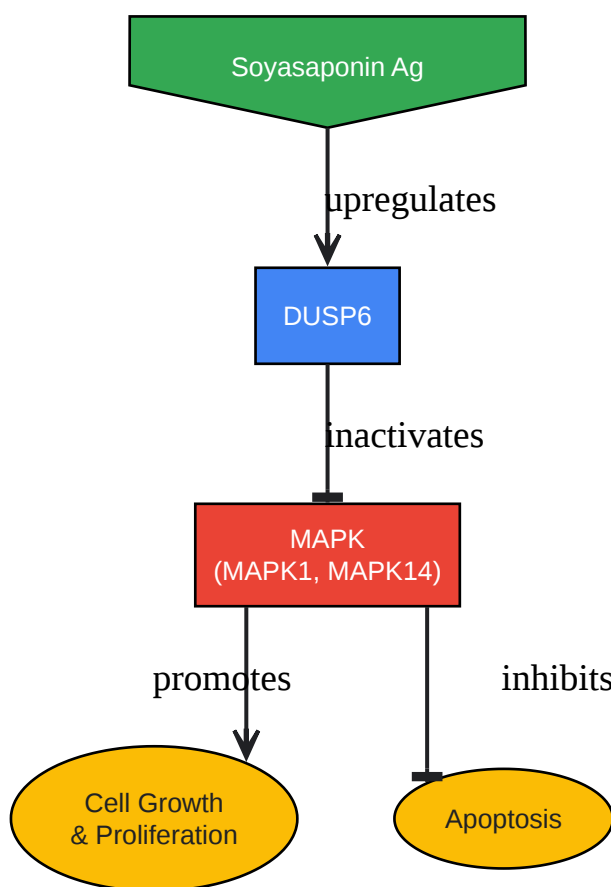 Soyasaponin Ag
upregulates
DUSP6
inactivates
MAPK
(MAPK1, MAPK14)
promotes
inhibits
Cell Growth
& Proliferation
Apoptosis